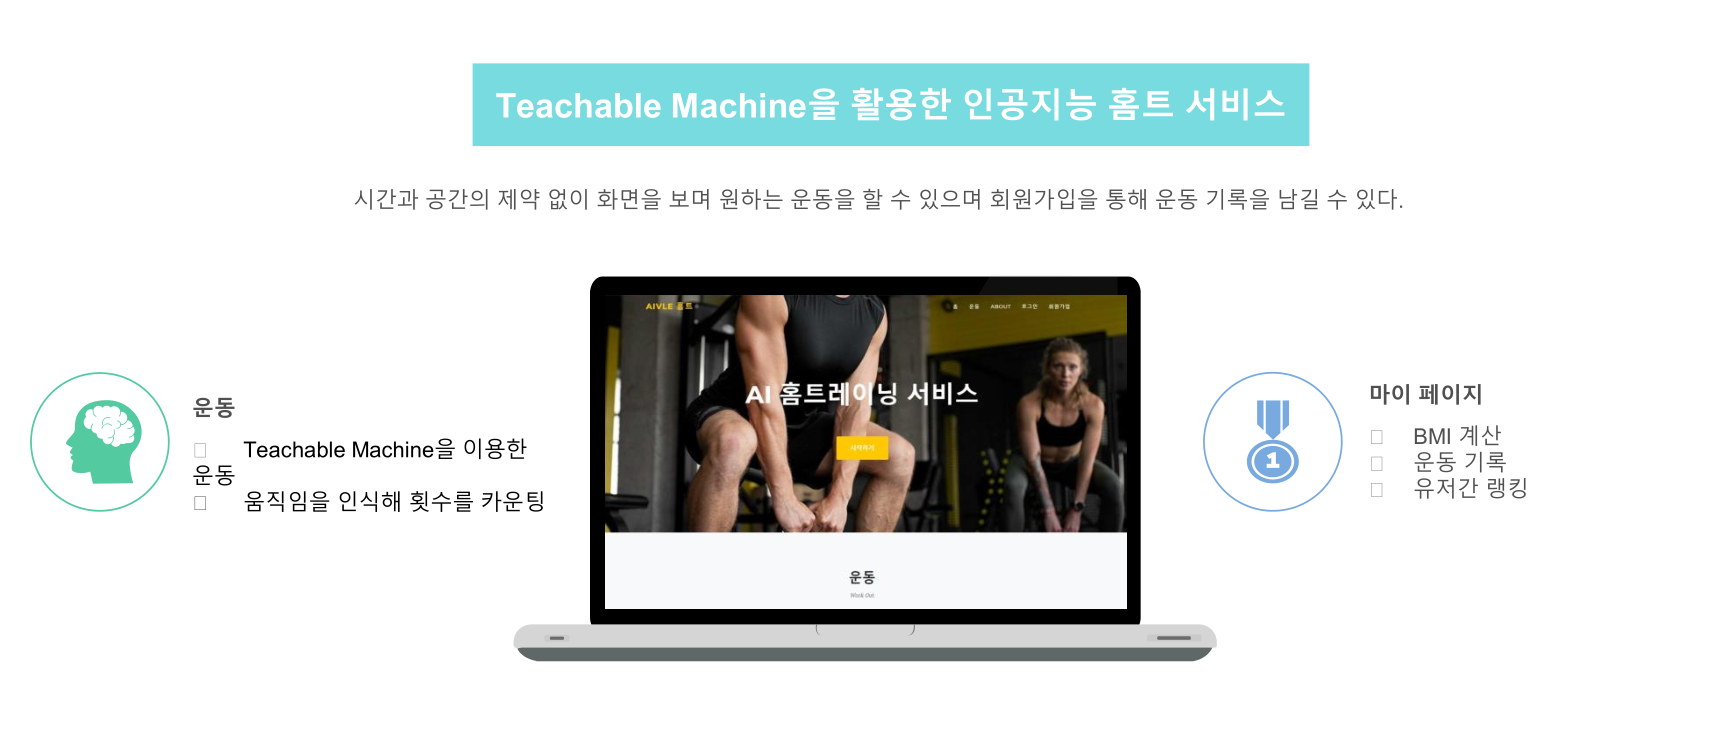 Teachable Machine을 활용한 인공지능 홈트 서비스
시간과 공간의 제약 없이 화면을 보며 원하는 운동을 할 수 있으며 회원가입을 통해 운동 기록을 남길 수 있다.
운동
Teachable Machine을 이용한
운동
움직임을 인식해 횟수를 카운팅
AIVLE 홈트
홈 운동 ABOUT 로그인 회원가입
AI 홈트레이닝 서비스
시작하기
운동
Work Out
마이 페이지
BMI 계산
운동 기록
유저간 랭킹
1